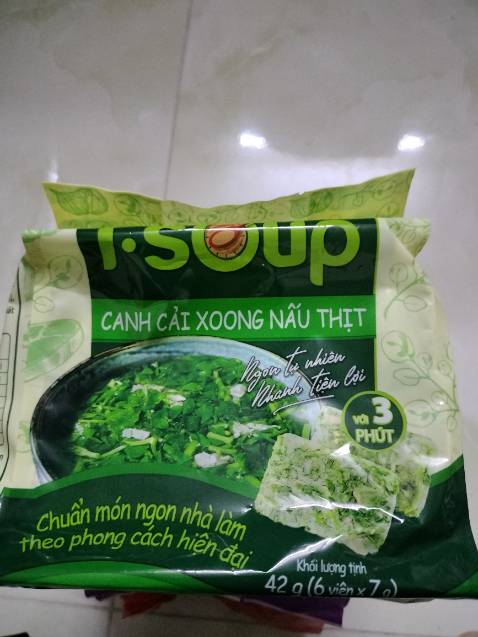 I·SOUP
CANH CẢI XOONG NẤU THỊT
Ngon tự nhiên
Nhanh Tiện lợi
VỚI 3
PHÚT
Chuẩn món ngon nhà làm
theo phong cách hiện đại
Khối lượng tịnh
42 g (6 viên x 7 g)